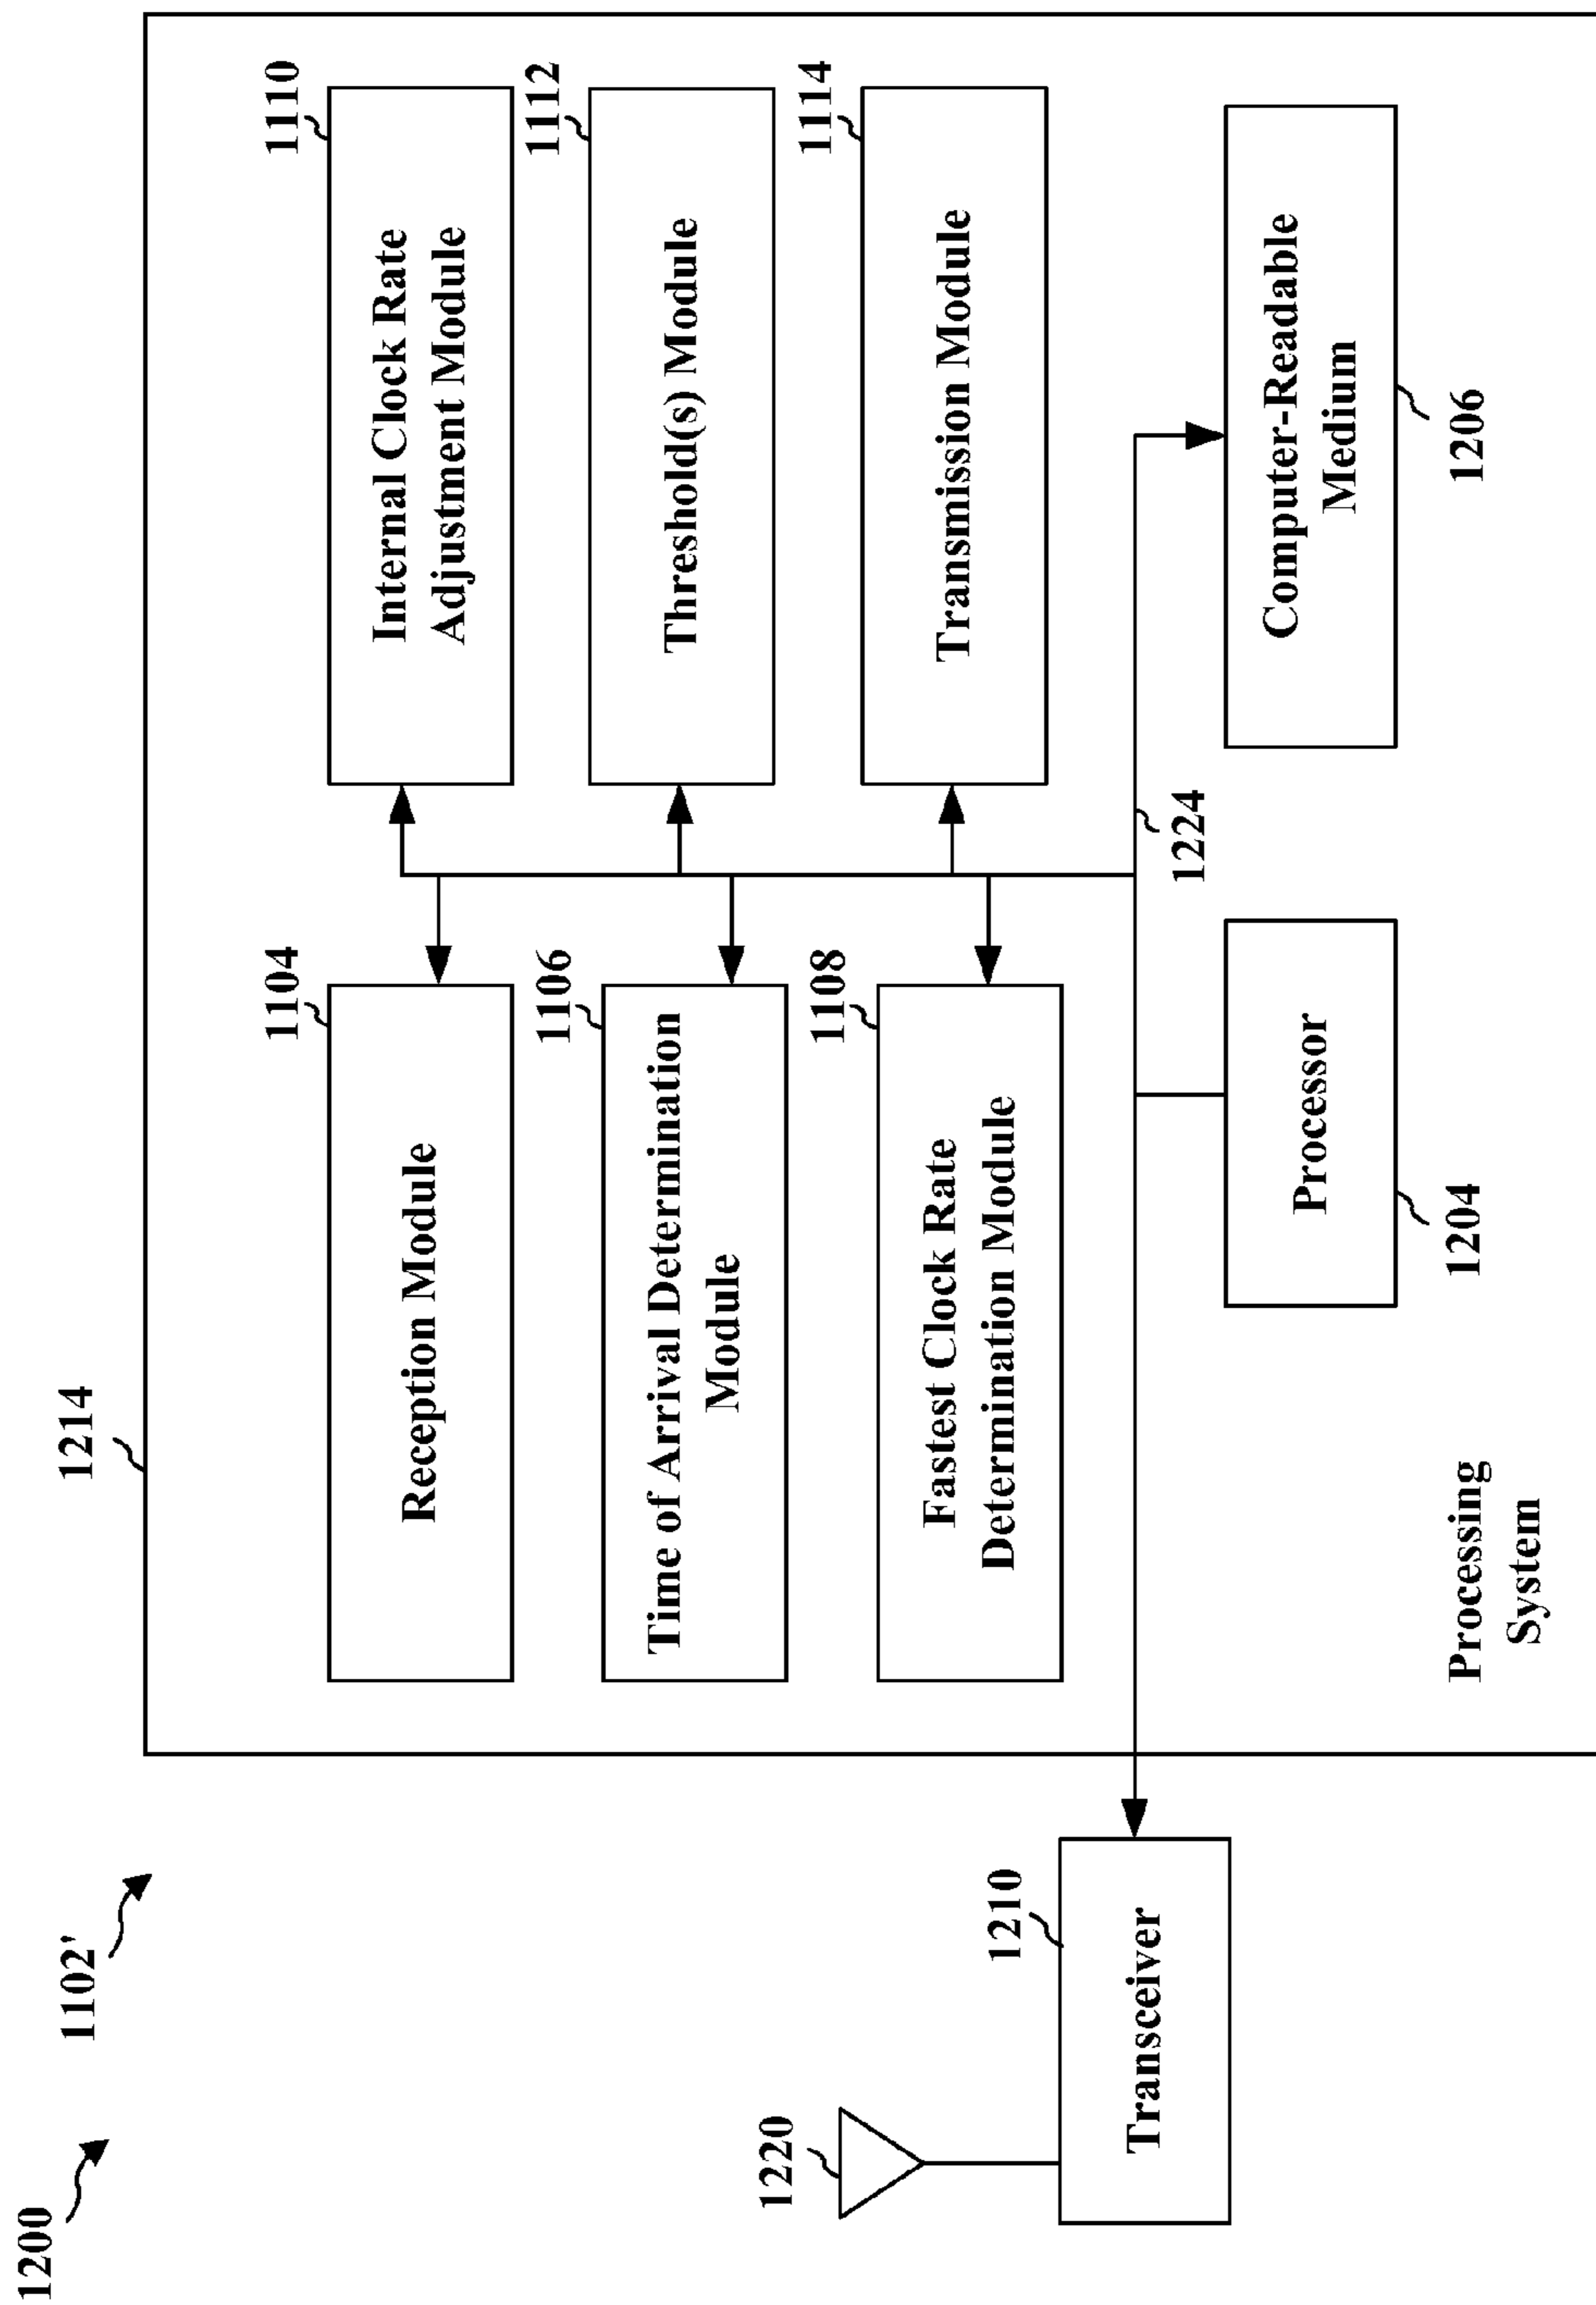 1200
1102'
1214
1220
1210
Transceiver
1104
Reception Module
1106
Time of Arrival Determination
Module
1108
Fastest Clock Rate
Determination Module
1110
Internal Clock Rate
Adjustment Module
1112
Threshold(s) Module
1114
Transmission Module
1224
Processor
1204
Computer-Readable
Medium
1206
Processing
System